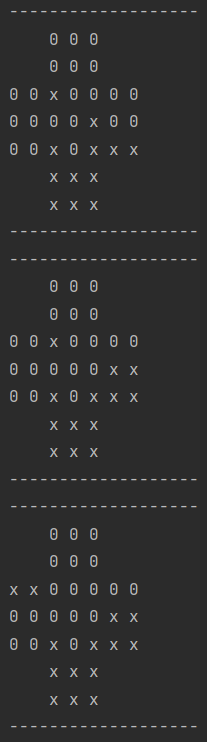 -------------------
    0 0 0
    0 0 0
0 0 x 0 0 0 0
0 0 0 0 x 0 0
0 0 x 0 x x x
    x x x
    x x x
-------------------
-------------------
    0 0 0
    0 0 0
0 0 x 0 0 0 0
0 0 0 0 0 x x
0 0 x 0 x x x
    x x x
    x x x
-------------------
-------------------
    0 0 0
    0 0 0
x x 0 0 0 0 0
0 0 0 0 0 x x
0 0 x 0 x x x
    x x x
    x x x
-------------------